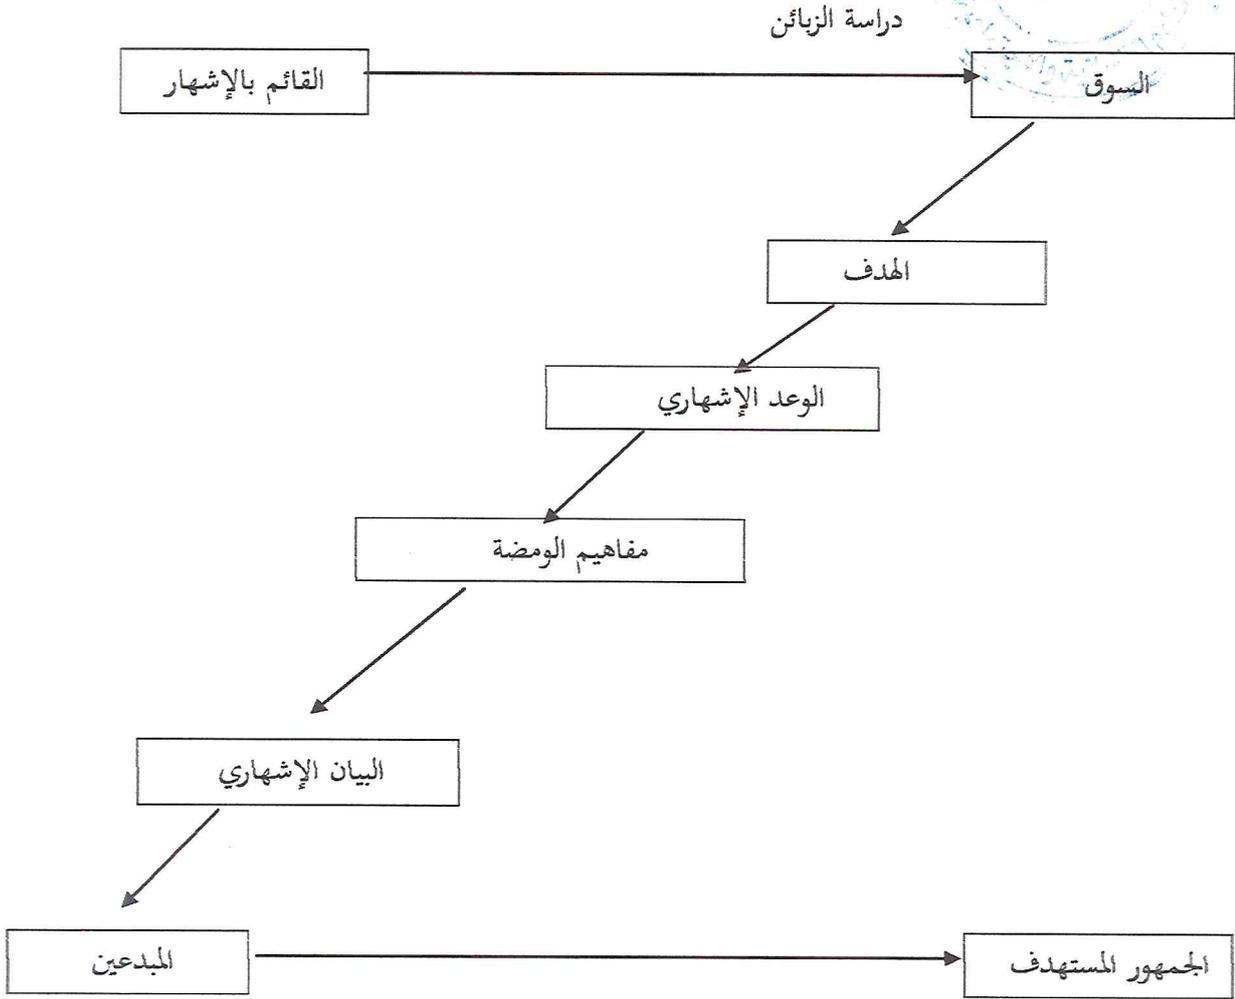 دراسة الزبائن
السوق
القائم بالإشهار
الهدف
الوعد الإشهاري
مفاهيم الومضة
البيان الإشهاري
المبدعين
الجمهور المستهدف